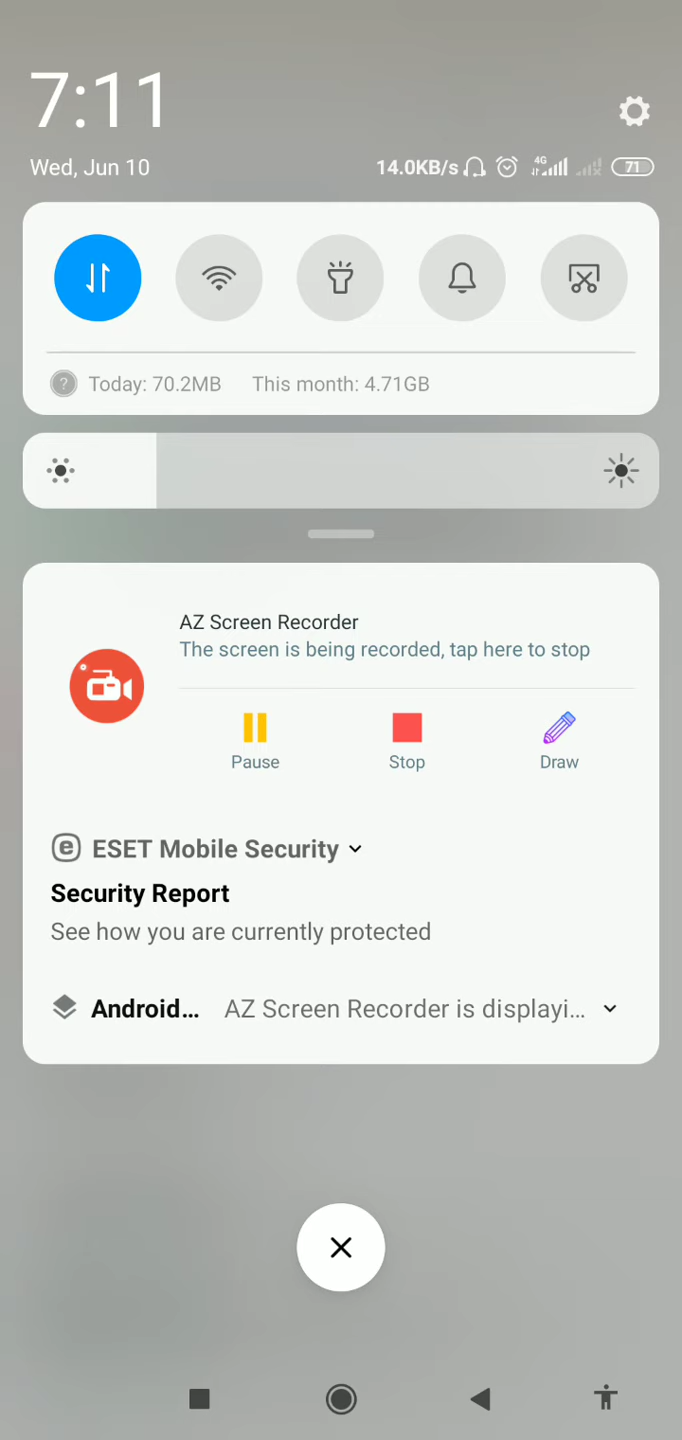 7:11
Wed, Jun 10
14.0KB/s 4G 71
? Today: 70.2MB This month: 4.71GB
AZ Screen Recorder
The screen is being recorded, tap here to stop
Pause Stop Draw
ESET Mobile Security
Security Report
See how you are currently protected
Android... AZ Screen Recorder is displayi...